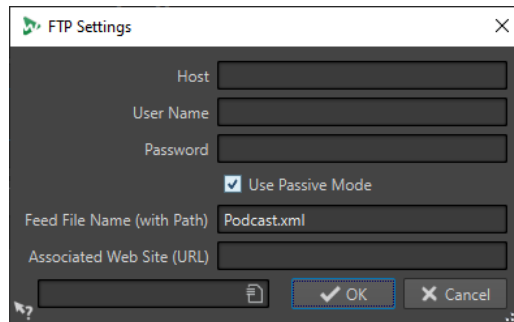 FTP Settings
Host
User Name
Password
Use Passive Mode
Feed File Name (with Path) Podcast.xml
Associated Web Site (URL)
? OK Cancel